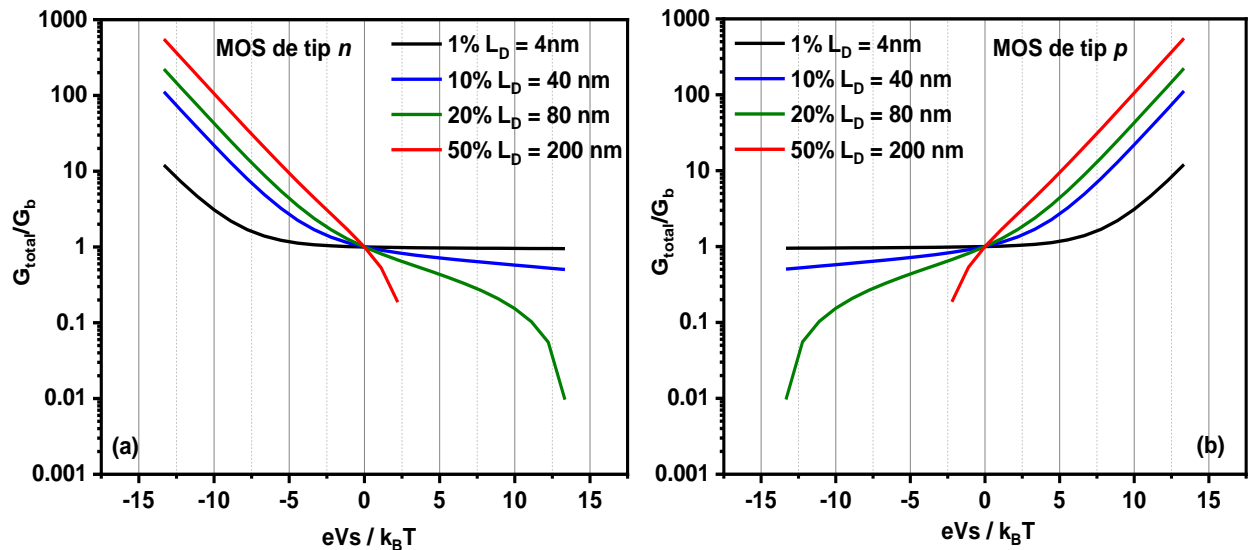 MOS de tip n
1% L_D = 4nm
10% L_D = 40 nm
20% L_D = 80 nm
50% L_D = 200 nm
1000
100
10
1
0.1
0.01
0.001
G_total/G_b
(a)
-15 -10 -5 0 5 10 15
eVs / k_BT
MOS de tip p
1% L_D = 4nm
10% L_D = 40 nm
20% L_D = 80 nm
50% L_D = 200 nm
1000
100
10
1
0.1
0.01
0.001
G_total/G_b
(b)
-15 -10 -5 0 5 10 15
eVs / k_BT